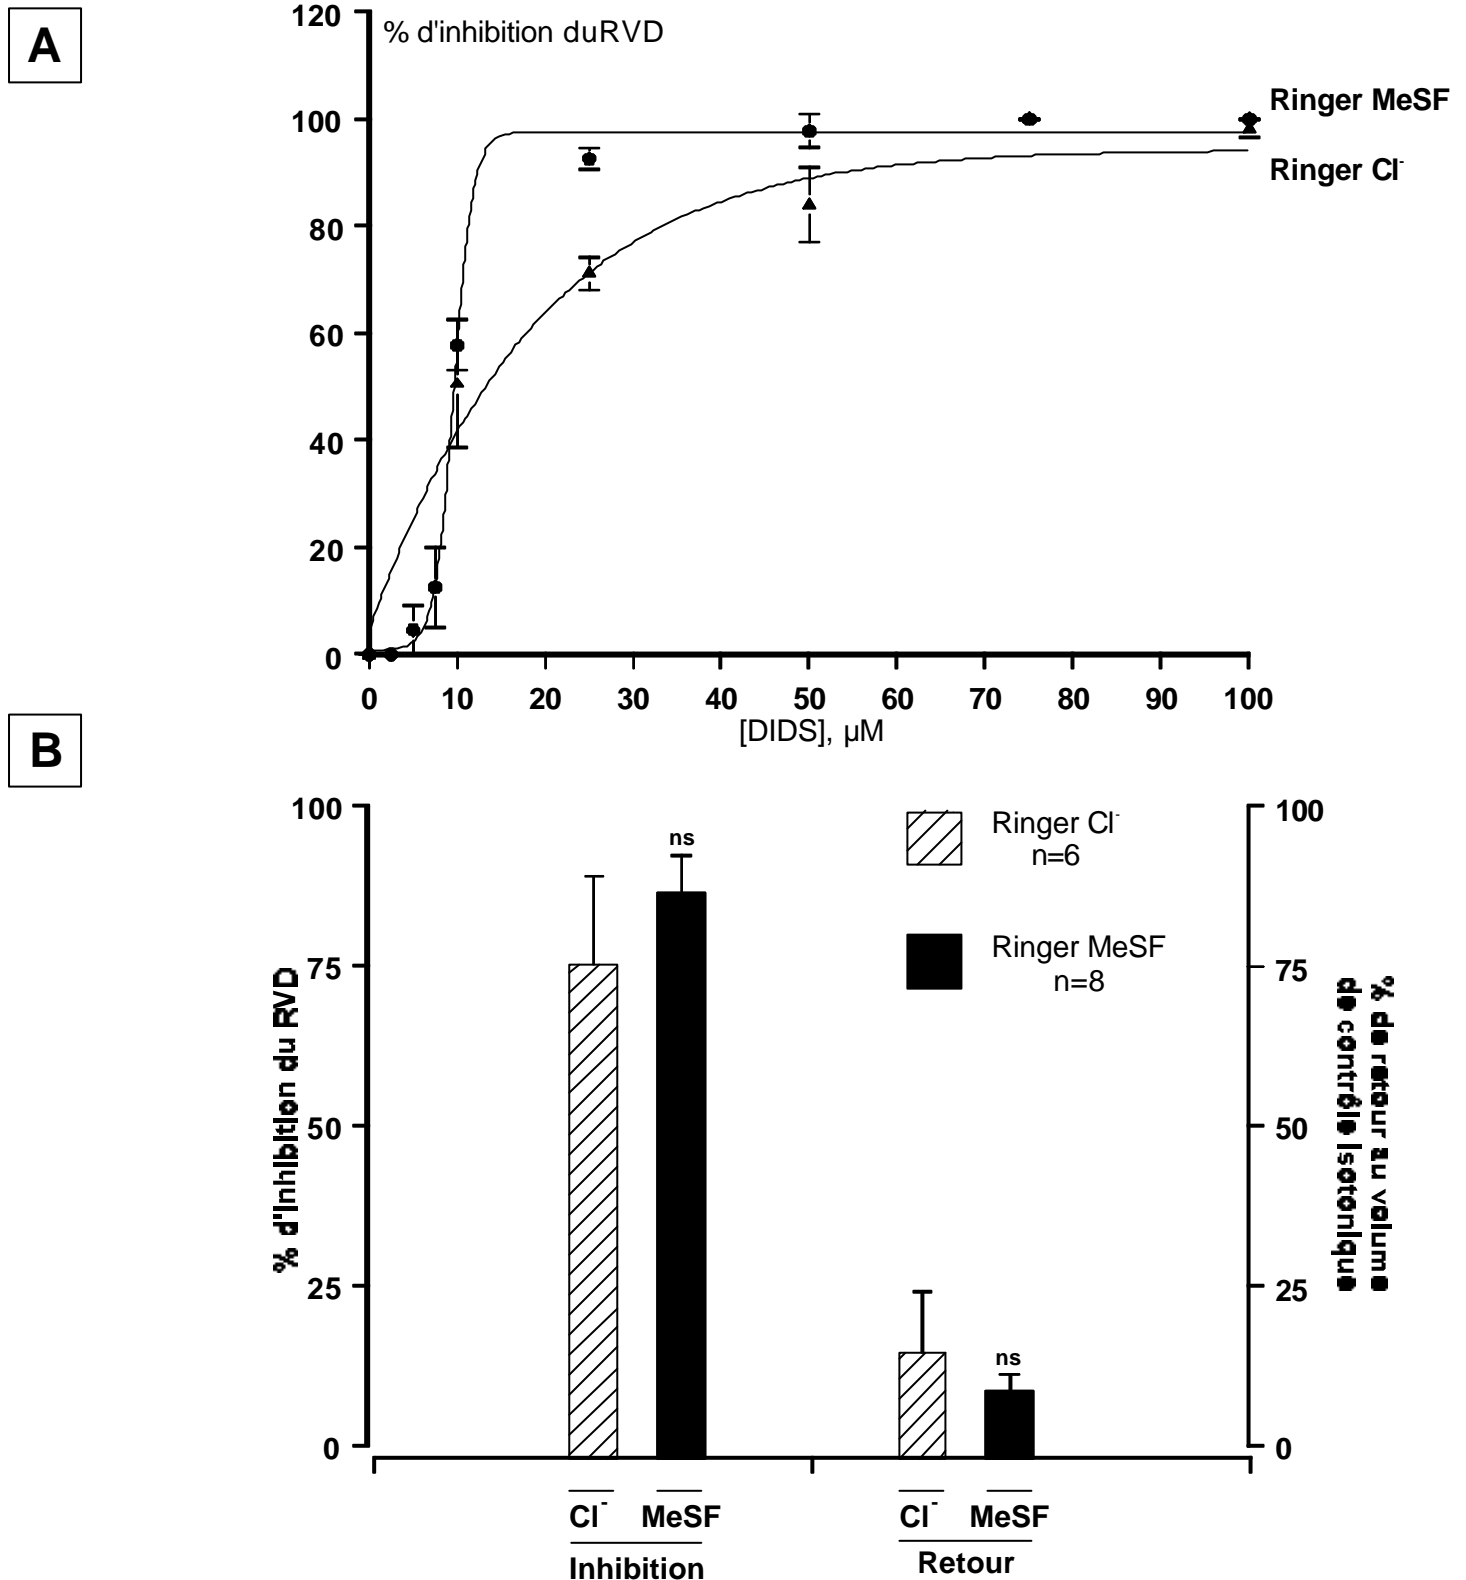 A
% d'inhibition duRVD
120
100
80
60
40
20
0
Ringer MeSF
Ringer Cl-
0 10 20 30 40 50 60 70 80 90 100
[DIDS], µM
B
% d'inhibition du RVD
100
75
50
25
0
ns
ns
Ringer Cl-
n=6
Ringer MeSF
n=8
100
75
50
25
0
% de retour au volume
de contrôle isotonique
Cl- MeSF Cl- MeSF
Inhibition Retour